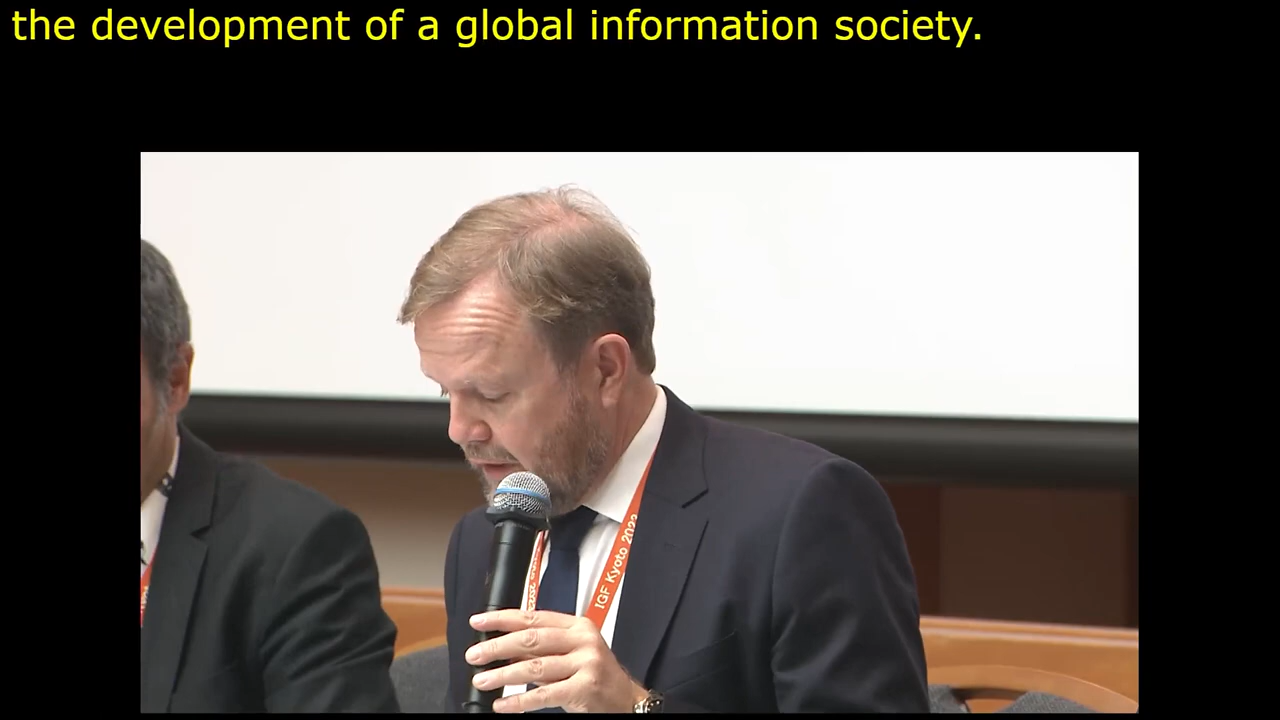 the development of a global information society.
IGF Kyoto 2023